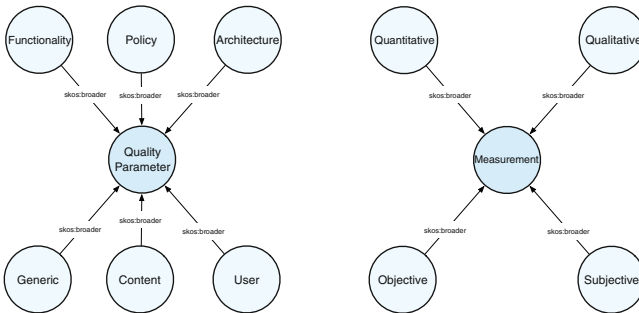 Functionality
Policy
Architecture
skos:broader
skos:broader
skos:broader
Quality
Parameter
skos:broader
skos:broader
skos:broader
Generic
Content
User
Quantitative
Qualitative
skos:broader
skos:broader
Measurement
skos:broader
skos:broader
Objective
Subjective